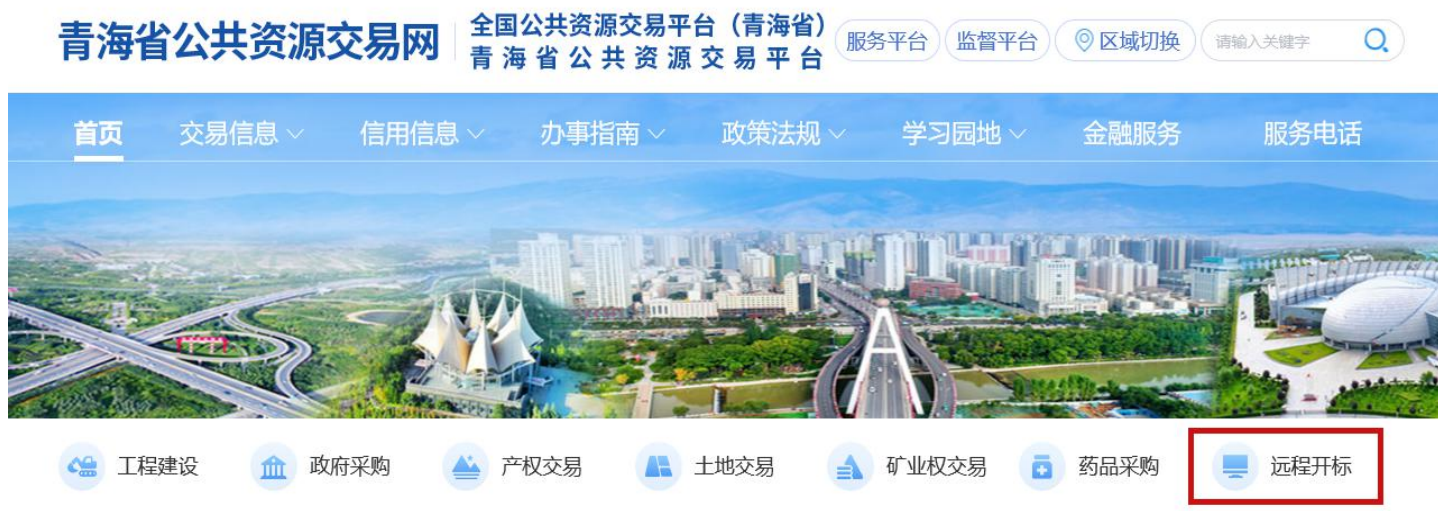 青海省公共资源交易网
全国公共资源交易平台（青海省）
青海省公共资源交易平台
服务平台 监督平台 区域切换 请输入关键字
首页 交易信息 信用信息 办事指南 政策法规 学习园地 金融服务 服务电话
工程建设 政府采购 产权交易 土地交易 矿业权交易 药品采购 远程开标